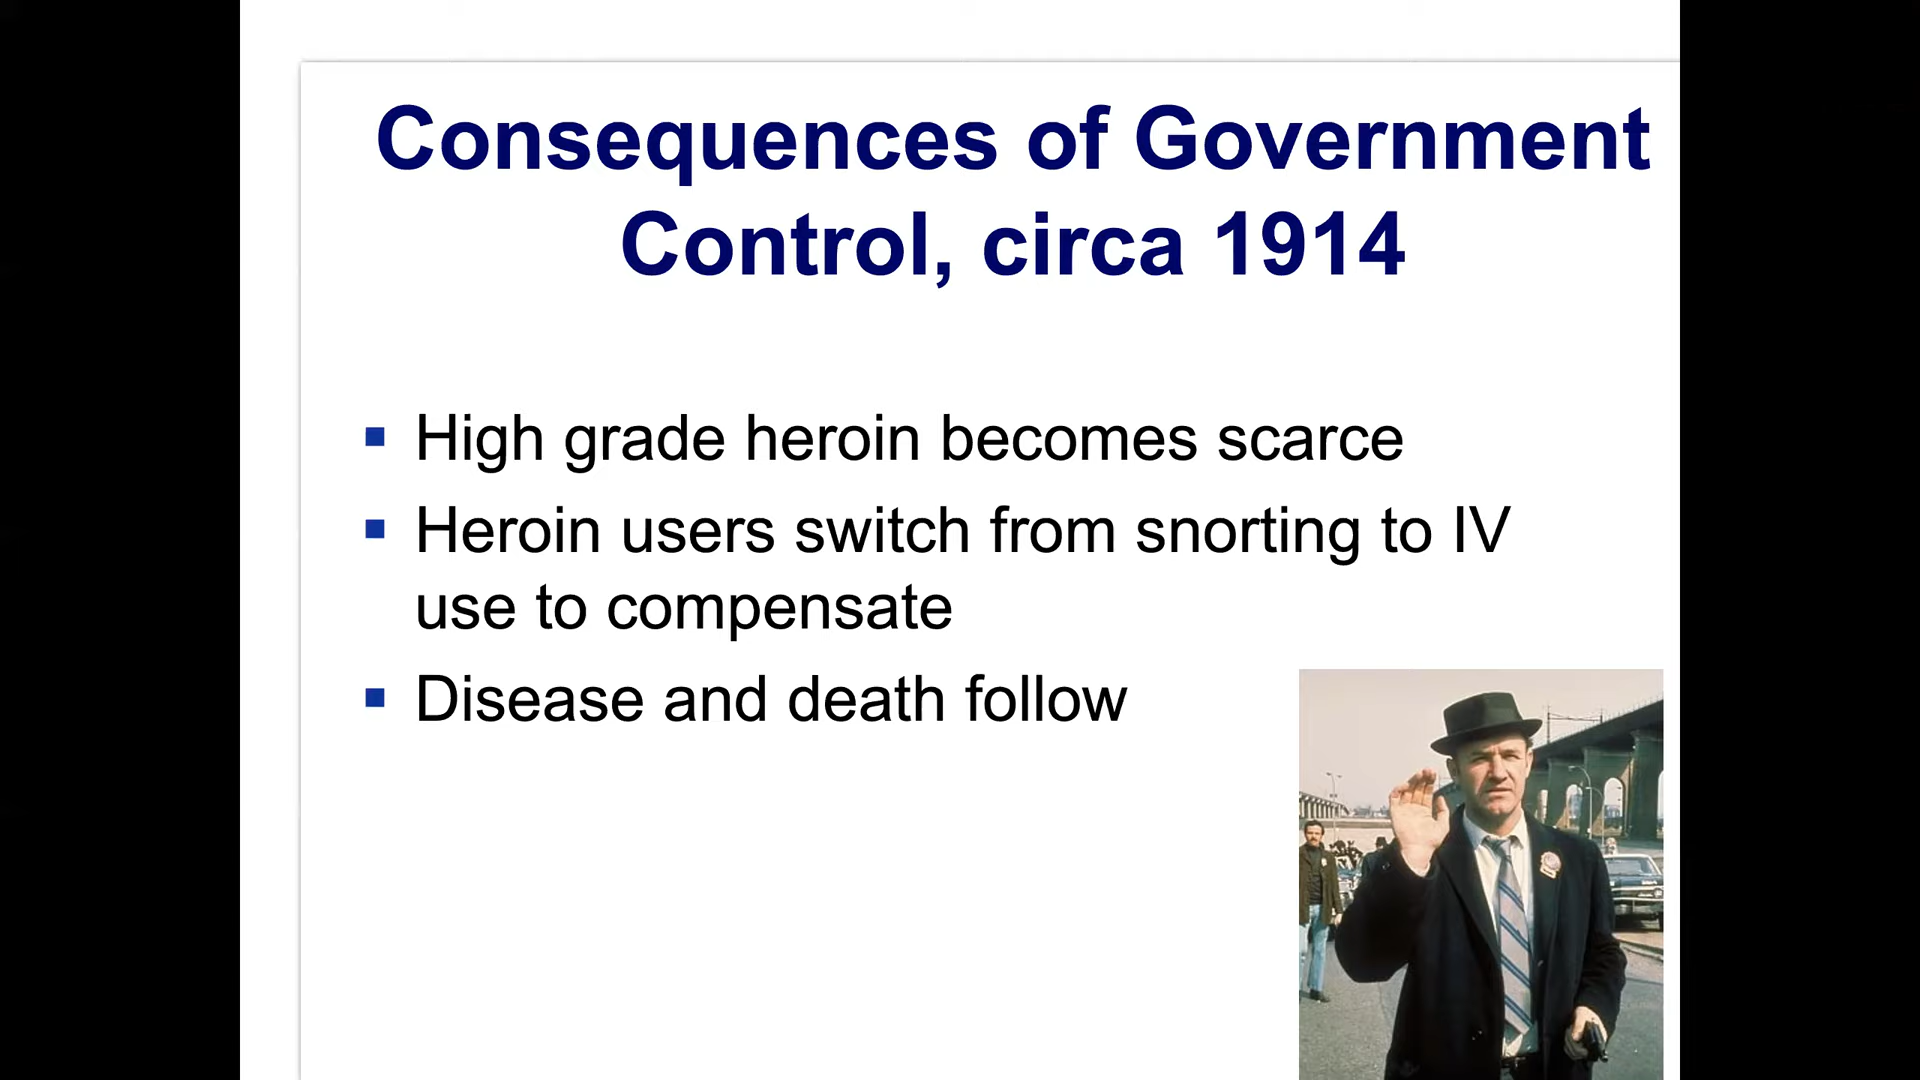 Consequences of Government
Control, circa 1914
High grade heroin becomes scarce
Heroin users switch from snorting to IV
use to compensate
Disease and death follow